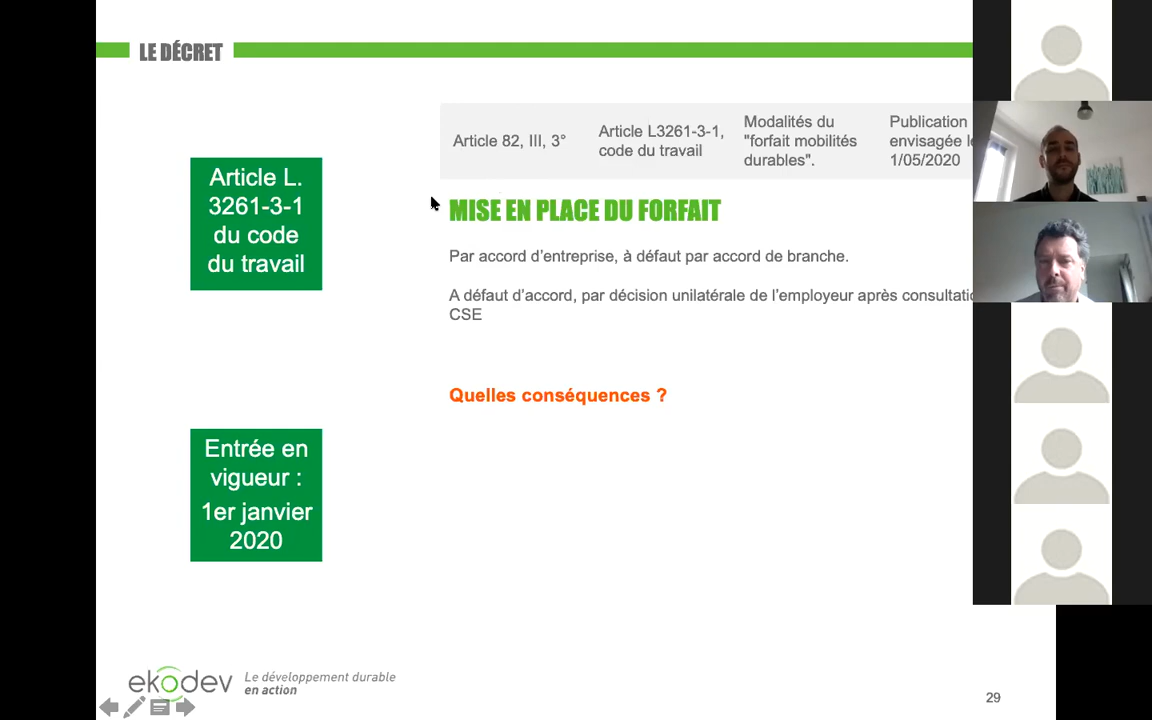 LE DÉCRET
Article 82, III, 3°
Article L3261-3-1,
code du travail
Modalités du
"forfait mobilités
durables".
Publication
envisagée
1/05/2020
Article L.
3261-3-1
du code
du travail
MISE EN PLACE DU FORFAIT
Par accord d’entreprise, à défaut par accord de branche.
A défaut d’accord, par décision unilatérale de l’employeur après
CSE
Quelles conséquences ?
Entrée en
vigueur :
1er janvier
2020
ekodev
Le développement durable
en action
29